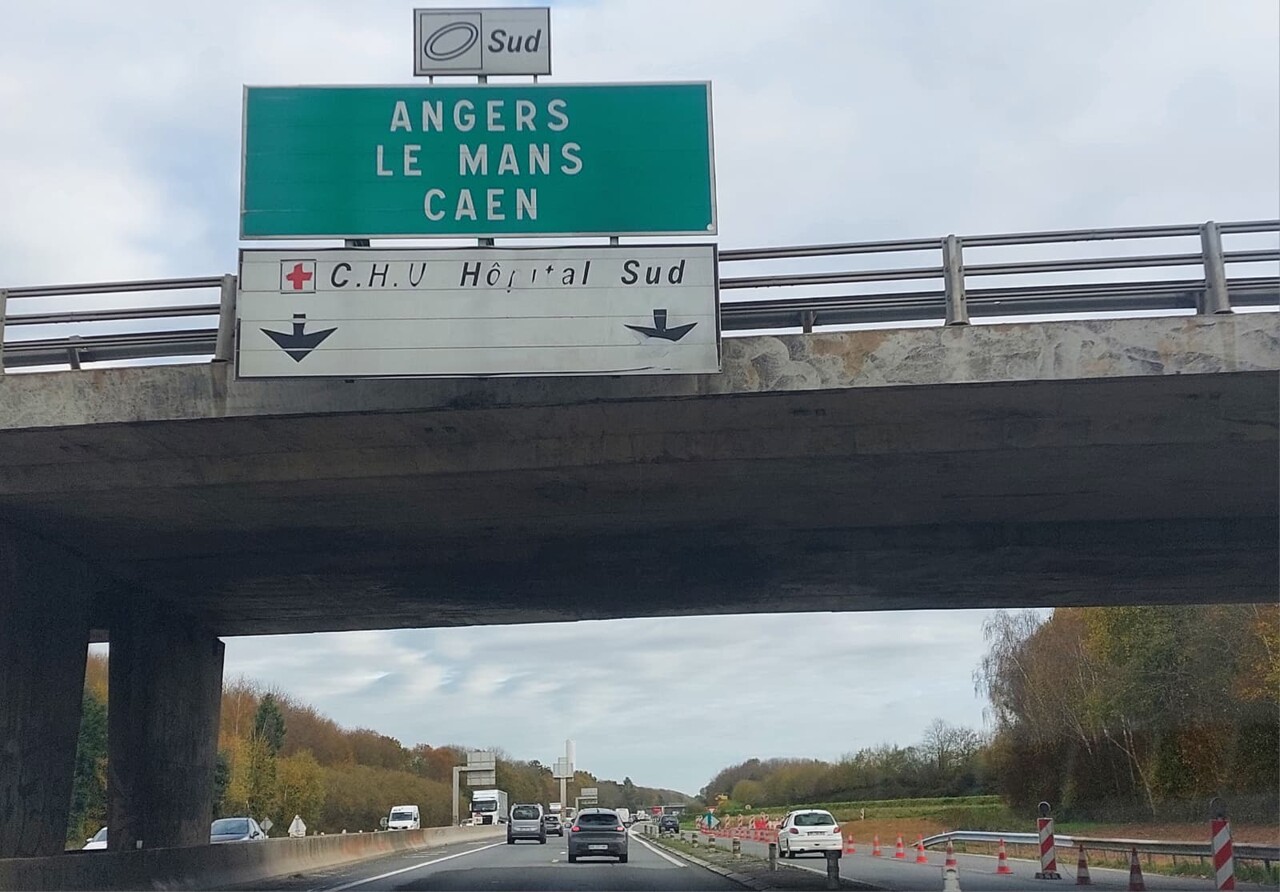 Sud
ANGERS
LE MANS
CAEN
C.H.U Hôpital Sud